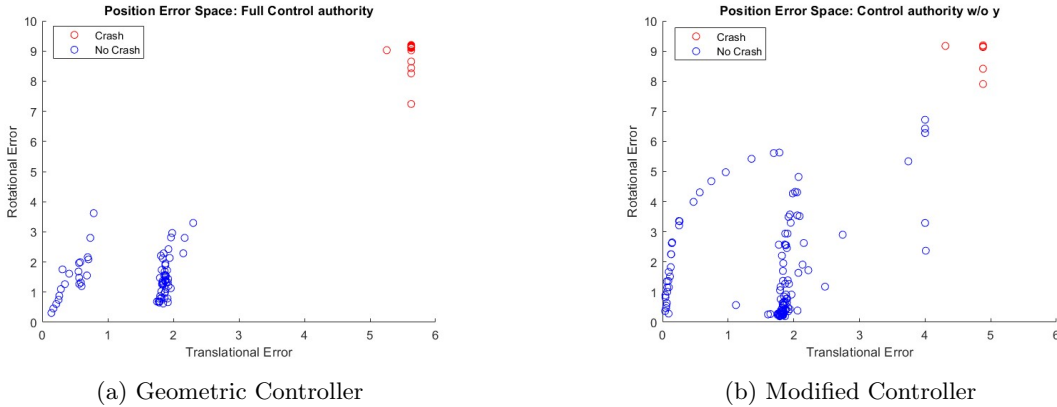 Position Error Space: Full Control authority
Crash
No Crash
Rotational Error
10
9
8
7
6
5
4
3
2
1
0
0 1 2 3 4 5 6
Translational Error
(a) Geometric Controller
Position Error Space: Control authority w/o y
Crash
No Crash
Rotational Error
10
9
8
7
6
5
4
3
2
1
0
0 1 2 3 4 5 6
Translational Error
(b) Modified Controller